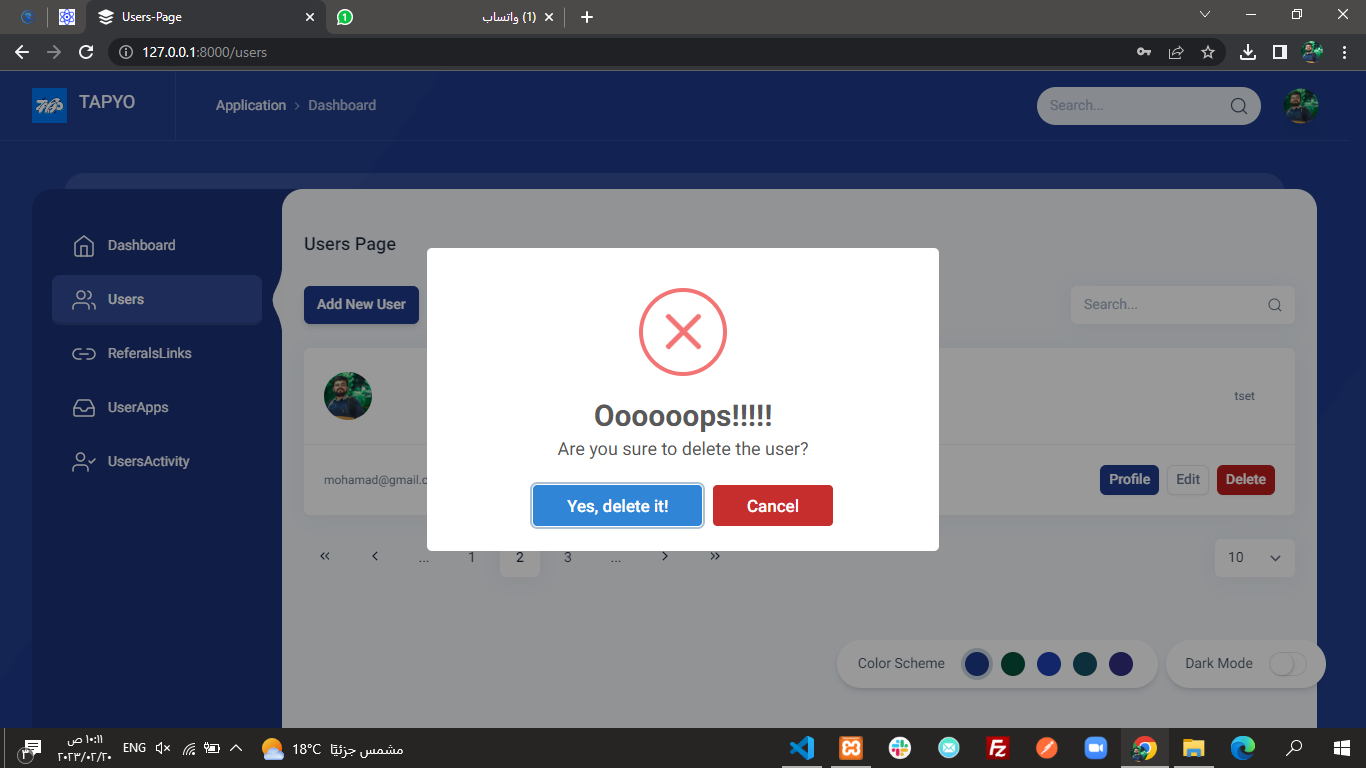 Users-Page
(1) واتساب
127.0.0.1:8000/users
TAPYO
Application > Dashboard
Search...
Dashboard
Users
ReferalsLinks
UserApps
UsersActivity
Users Page
Add New User
Search...
tset
mohamad@gmail.c
Profile
Edit
Delete
Oooooops!!!!!
Are you sure to delete the user?
Yes, delete it!
Cancel
« < ... 1 2 3 ... > »
10
Color Scheme
Dark Mode
١٠:١١ ص
٢٠٢٣/٠٢/٢٠
٣
ENG
18°C مشمس جزئيًا